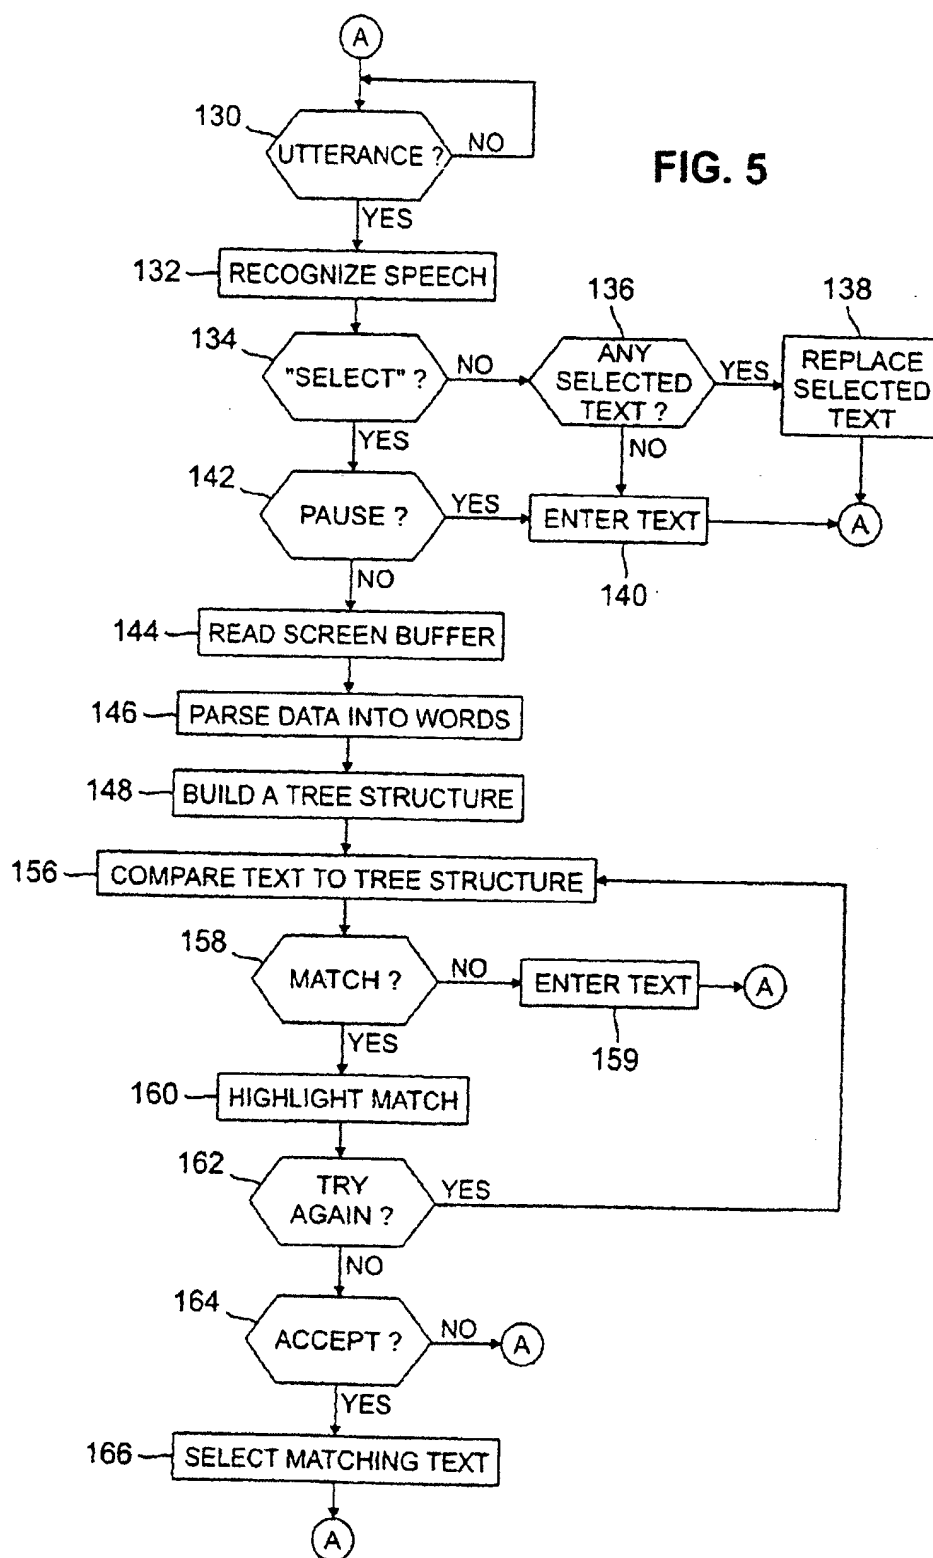 A
130
UTTERANCE ?
NO
FIG. 5
YES
132
RECOGNIZE SPEECH
134
"SELECT" ?
NO
136
ANY
SELECTED
TEXT ?
YES
138
REPLACE
SELECTED
TEXT
YES
NO
142
PAUSE ?
YES
ENTER TEXT
A
140
NO
144
READ SCREEN BUFFER
146
PARSE DATA INTO WORDS
148
BUILD A TREE STRUCTURE
156
COMPARE TEXT TO TREE STRUCTURE
158
MATCH ?
NO
ENTER TEXT
A
159
YES
160
HIGHLIGHT MATCH
162
TRY
AGAIN ?
YES
NO
164
ACCEPT ?
NO
A
YES
166
SELECT MATCHING TEXT
A